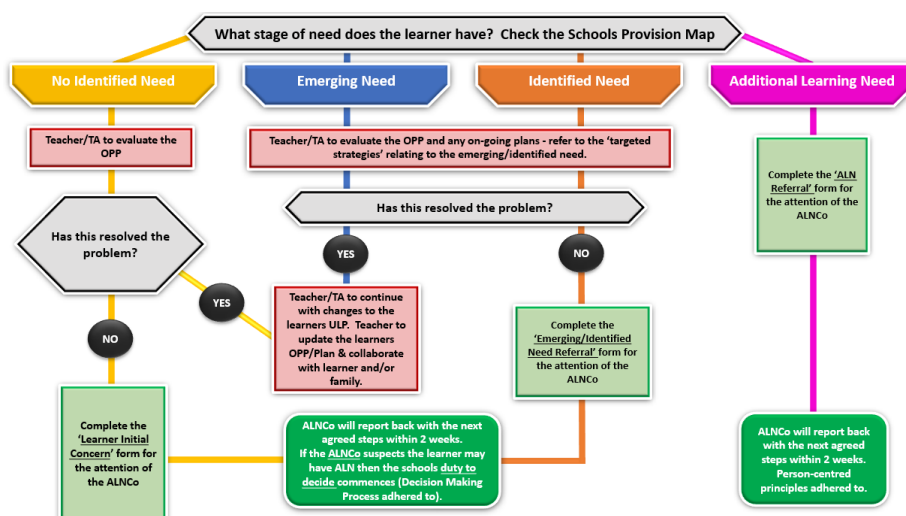 What stage of need does the learner have?  Check the Schools Provision Map
No Identified Need
Emerging Need
Identified Need
Additional Learning Need
Teacher/TA to evaluate the
OPP
Teacher/TA to evaluate the OPP and any on-going plans - refer to the ‘targeted
strategies’ relating to the emerging/identified need.
Complete the ‘ALN
Referral’ form for
the attention of the
ALNCo
Has this resolved the
problem?
Has this resolved the problem?
YES
NO
YES
NO
Teacher/TA to continue
with changes to the
learners ULP.  Teacher to
update the learners
OPP/Plan & collaborate
with learner and/or
family.
Complete the
‘Emerging/Identified
Need Referral’ form for
the attention of the
ALNCo
Complete the
‘Learner Initial
Concern’ form for
the attention of
the ALNCo
ALNCo will report back with the next
agreed steps within 2 weeks.
If the ALNCo suspects the learner may
have ALN then the schools duty to
decide commences (Decision Making
Process adhered to).
ALNCo will report back
with the next agreed
steps within 2 weeks.
Person-centred
principles adhered to.